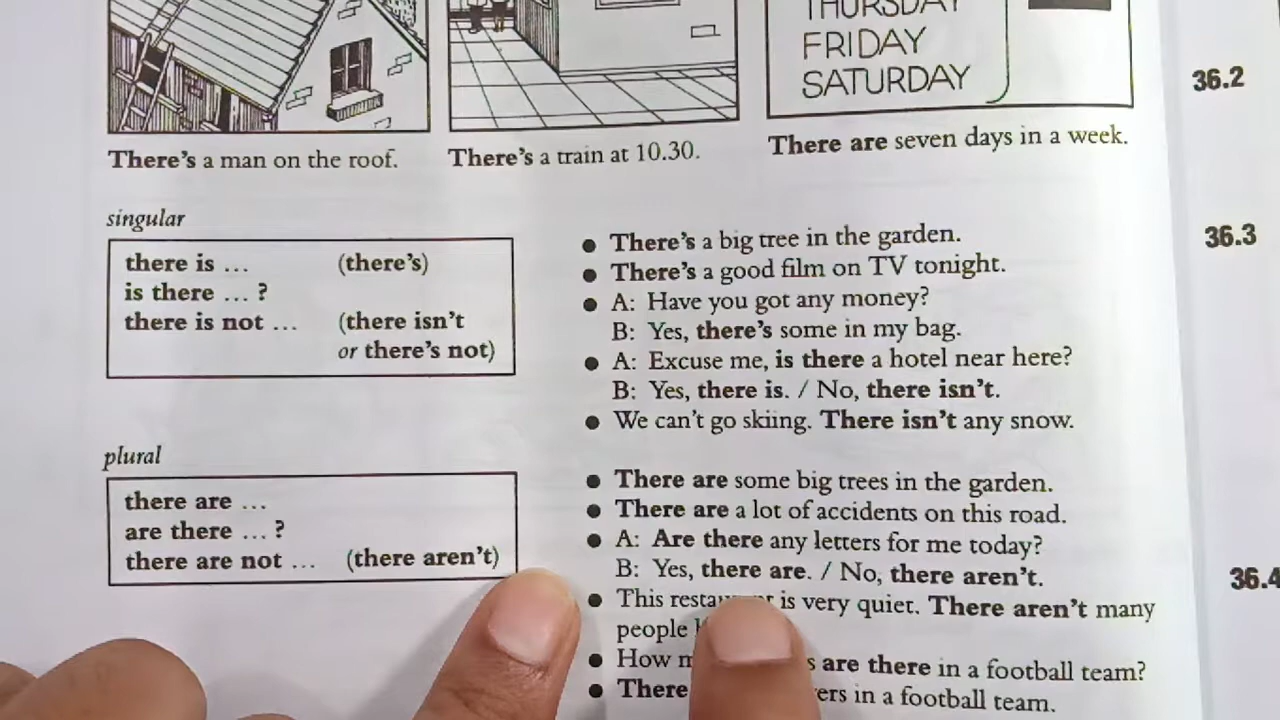 THURSDAY
FRIDAY
SATURDAY
36.2
There's a man on the roof.
There's a train at 10.30.
There are seven days in a week.
singular
there is ... (there's)
is there ... ?
there is not ... (there isn't
or there's not)
36.3
● There's a big tree in the garden.
● There's a good film on TV tonight.
● A: Have you got any money?
B: Yes, there's some in my bag.
● A: Excuse me, is there a hotel near here?
B: Yes, there is. / No, there isn't.
● We can't go skiing. There isn't any snow.
plural
there are ...
are there ... ?
there are not ... (there aren't)
● There are some big trees in the garden.
● There are a lot of accidents on this road.
● A: Are there any letters for me today?
B: Yes, there are. / No, there aren't.
36.4
● This restaurant is very quiet. There aren't many
people
● How are there in a football team?
● There in a football team.